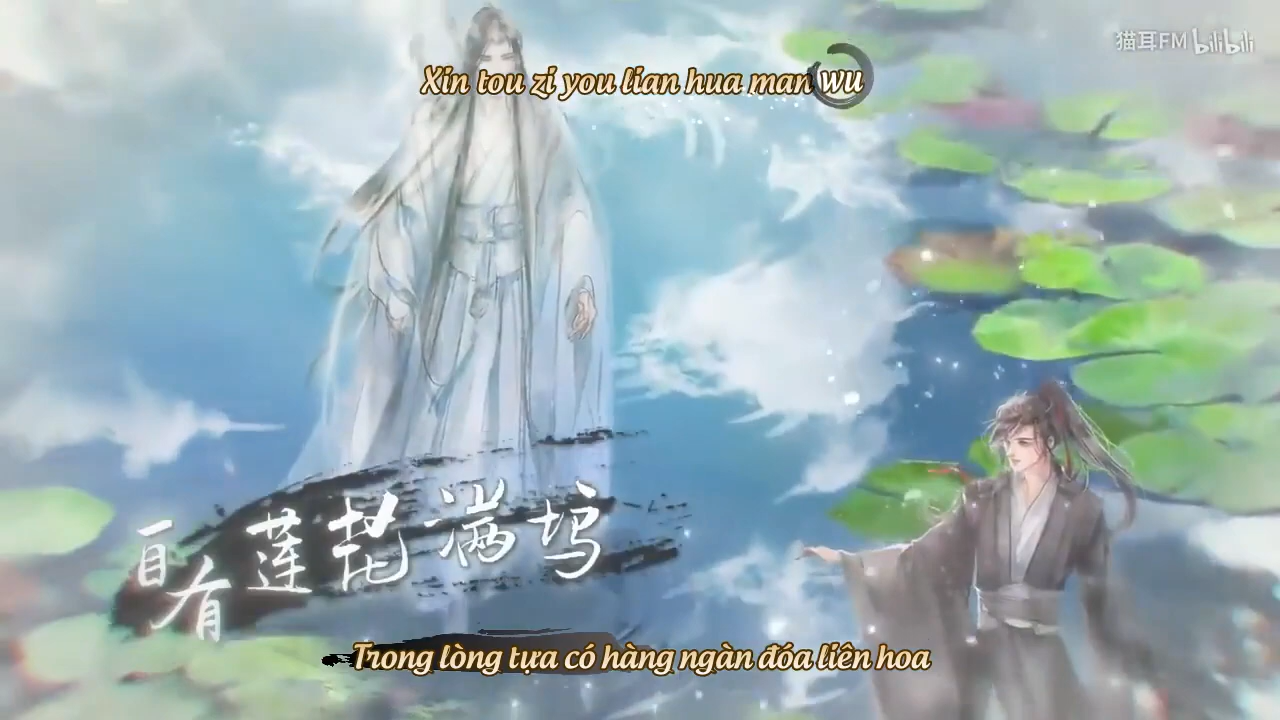 猫耳FM bilibili
Xin tou zi you lian hua man wu
自有莲花满坞
Trong lòng tựa có hàng ngàn đóa liên hoa